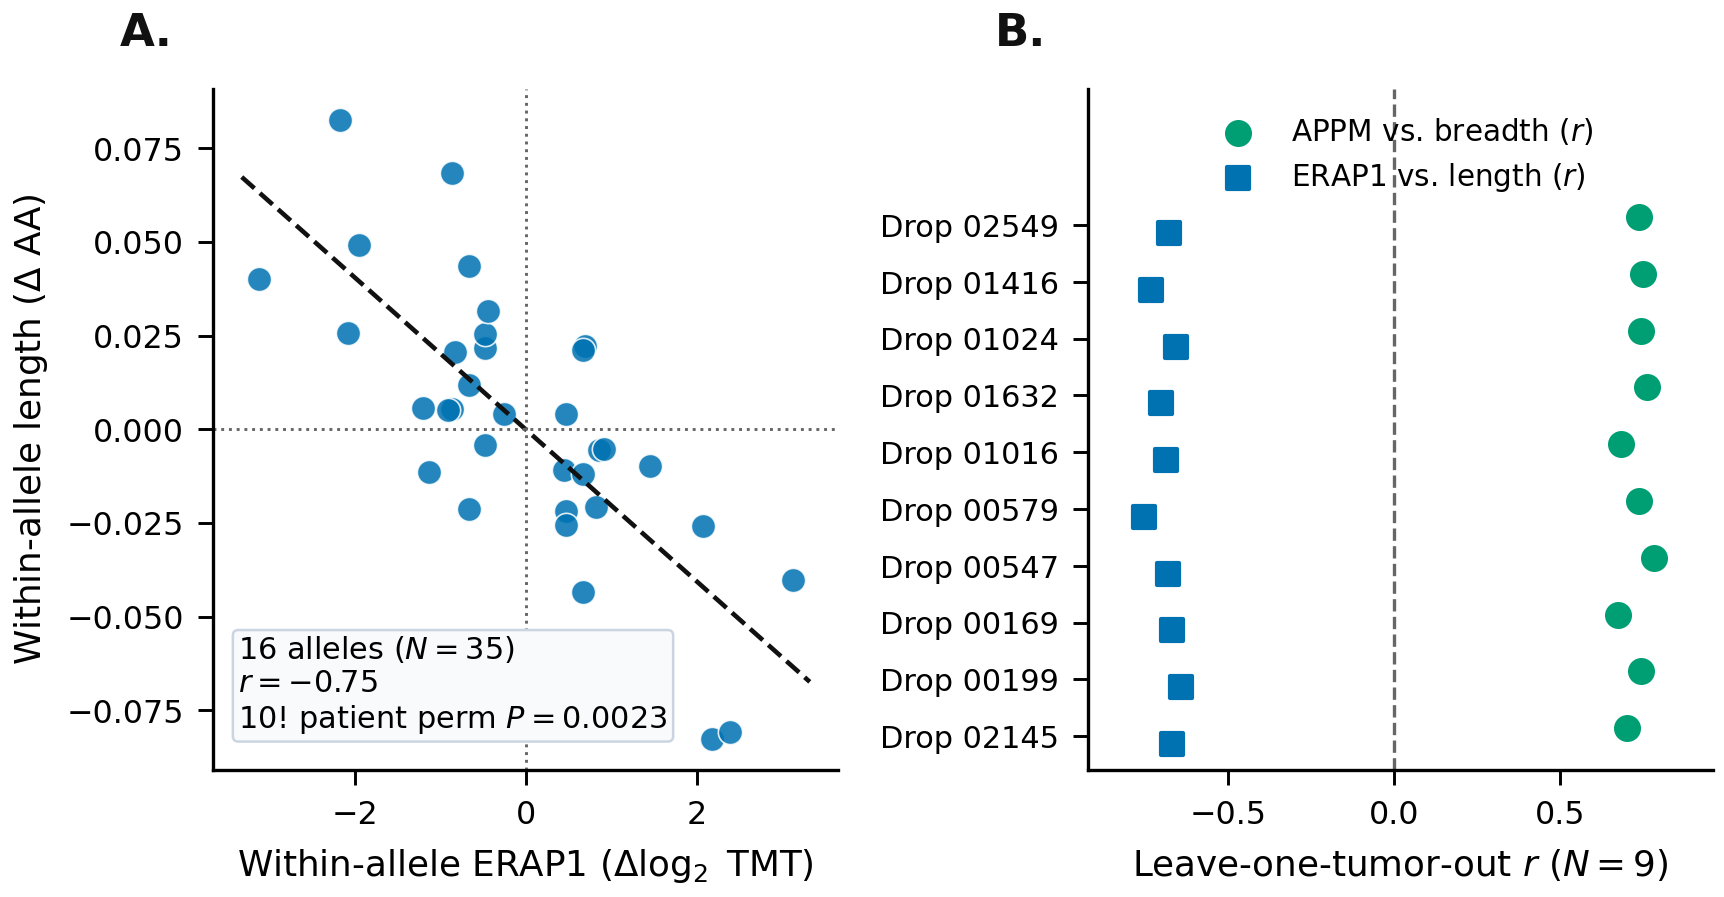 A.
Within-allele length (Δ AA)
0.075
0.050
0.025
0.000
−0.025
−0.050
−0.075
16 alleles (N = 35)
r = −0.75
10! patient perm P = 0.0023
−2
0
2
Within-allele ERAP1 (Δlog₂ TMT)
B.
APPM vs. breadth (r)
ERAP1 vs. length (r)
Drop 02549
Drop 01416
Drop 01024
Drop 01632
Drop 01016
Drop 00579
Drop 00547
Drop 00169
Drop 00199
Drop 02145
−0.5
0.0
0.5
Leave-one-tumor-out r (N = 9)